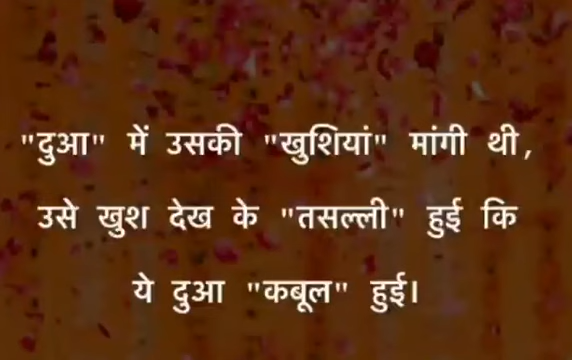 "दुआ" में उसकी "खुशियां" मांगी थी,
उसे खुश देख के "तसल्ली" हुई कि
ये दुआ "कबूल" हुई।